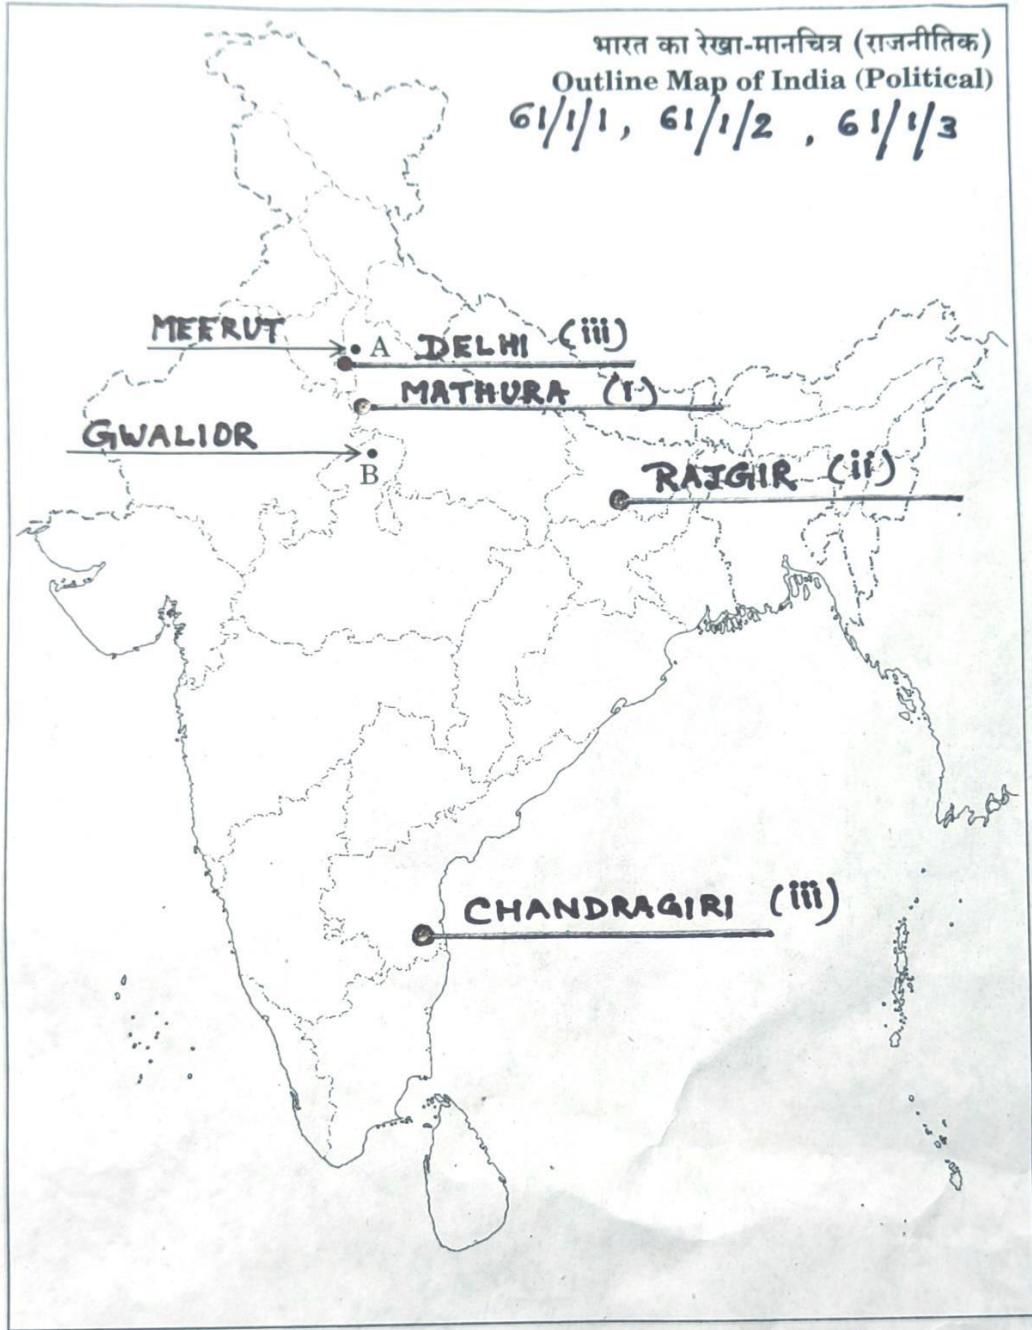 भारत का रेखा-मानचित्र (राजनीतिक)
Outline Map of India (Political)
61/1/1, 61/1/2, 61/1/3
MEERUT A DELHI (iii)
MATHURA (i)
GWALIOR
B
RAJGIR (ii)
CHANDRAGIRI (iii)